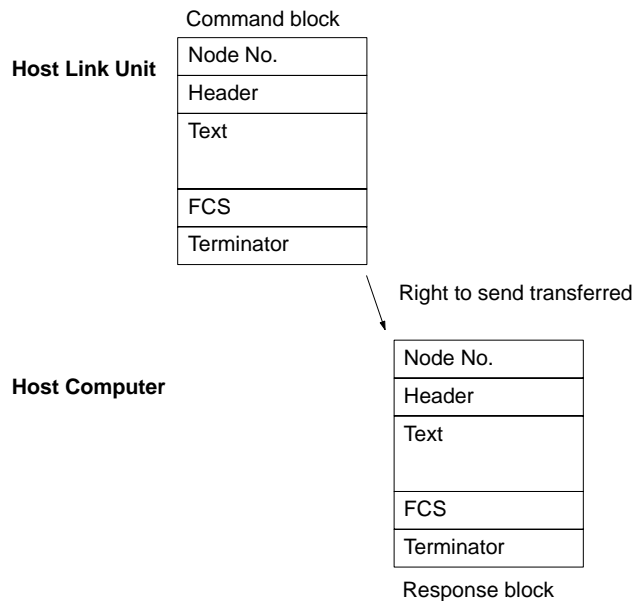 Command block
Host Link Unit
Node No.
Header
Text
FCS
Terminator
Right to send transferred
Host Computer
Node No.
Header
Text
FCS
Terminator
Response block